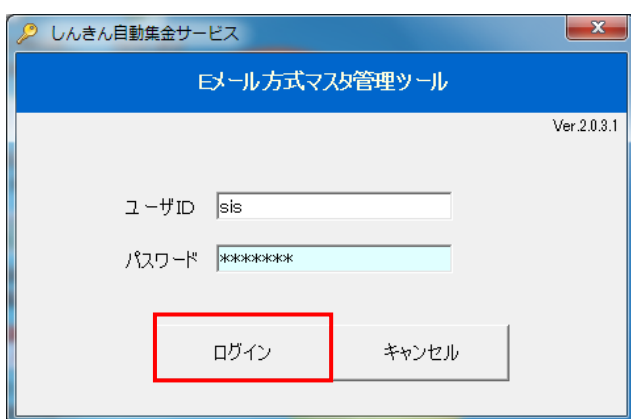 しんきん自動集金サービス
Eメール方式マスタ管理ツール
Ver.2.0.3.1
ユーザID sis
パスワード *******
ログイン キャンセル